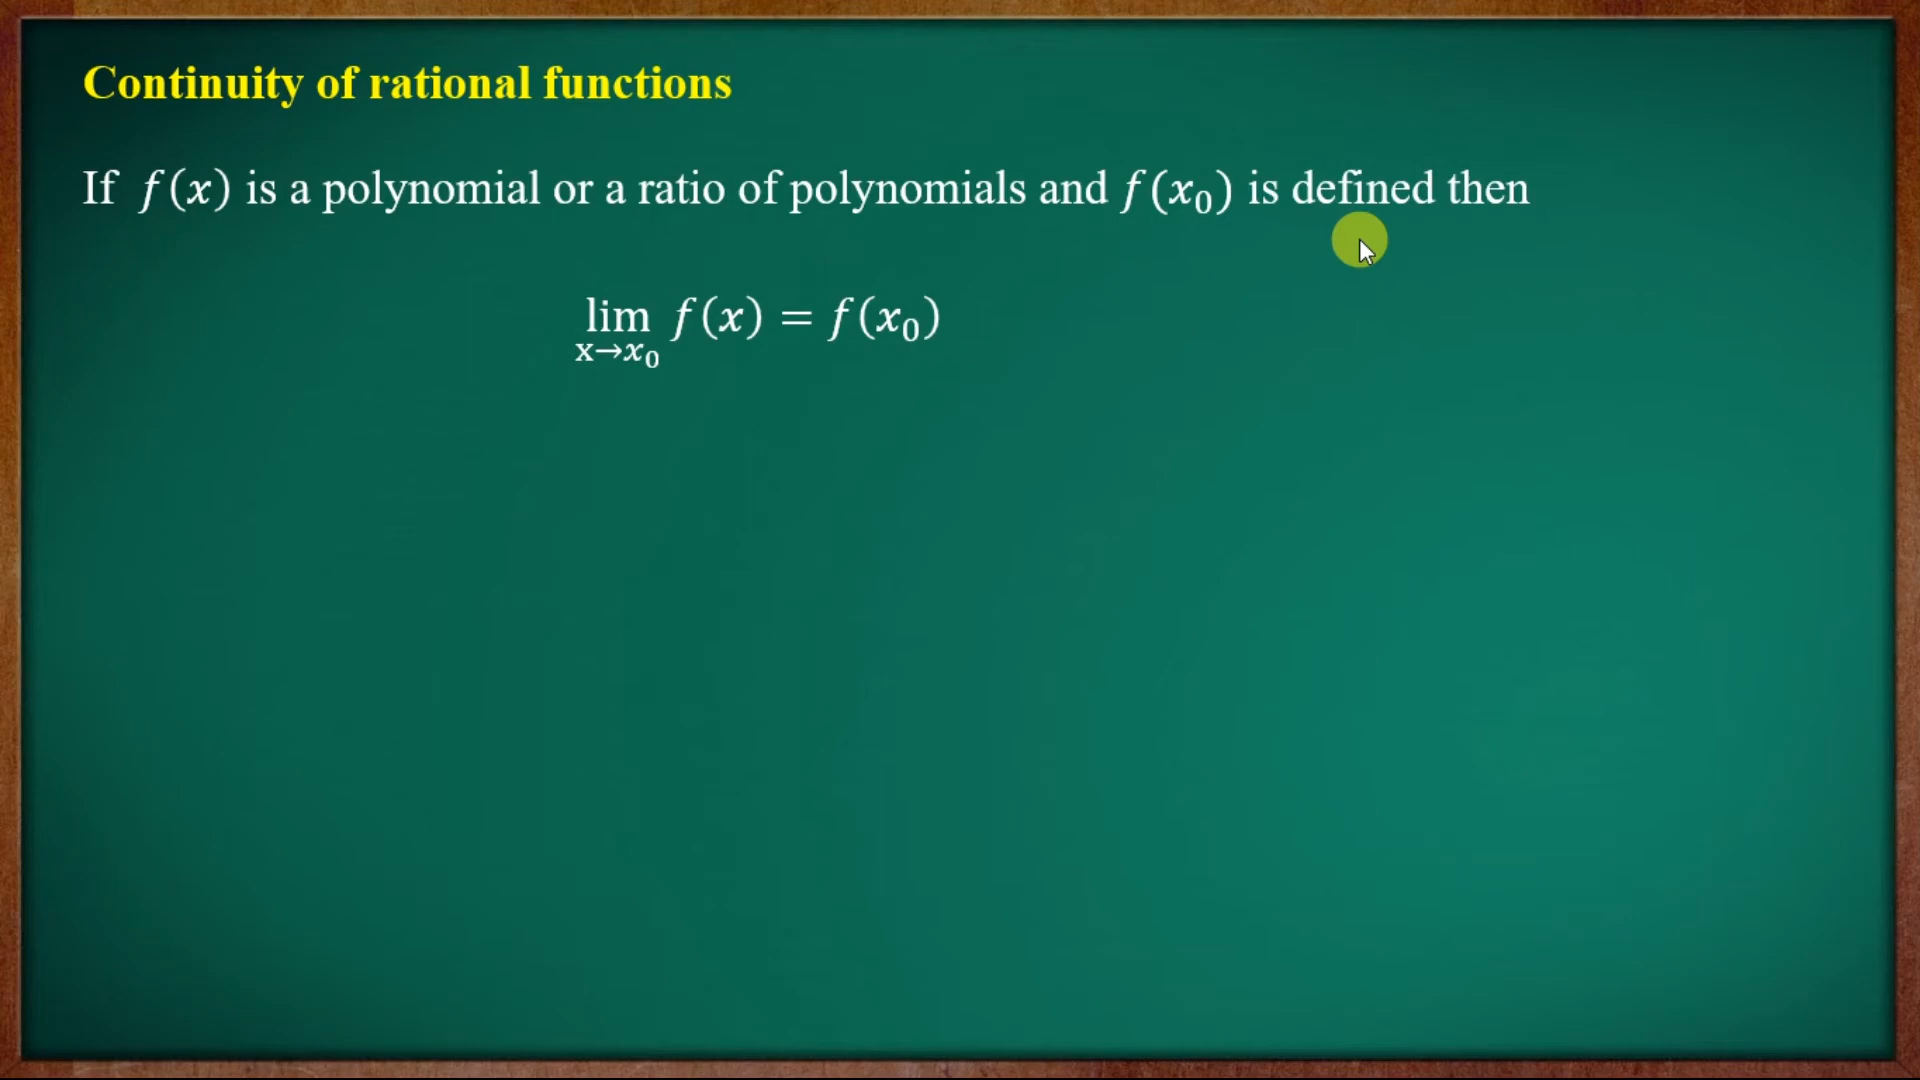 Continuity of rational functions
If f(x) is a polynomial or a ratio of polynomials and f(x₀) is defined then
lim f(x) = f(x₀)
x→x₀